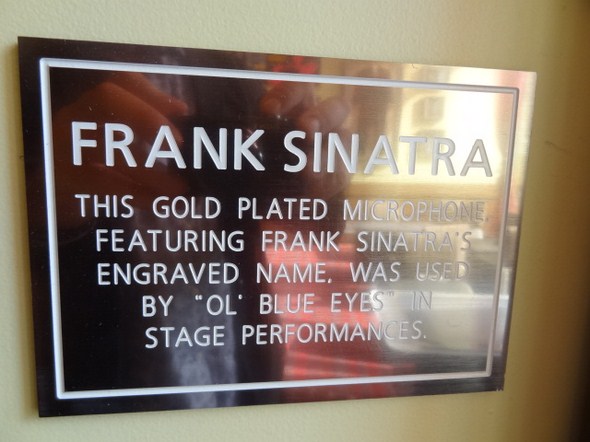 FRANK SINATRA
THIS GOLD PLATED MICROPHONE,
FEATURING FRANK SINATRA'S
ENGRAVED NAME, WAS USED
BY "OL' BLUE EYES" IN
STAGE PERFORMANCES.